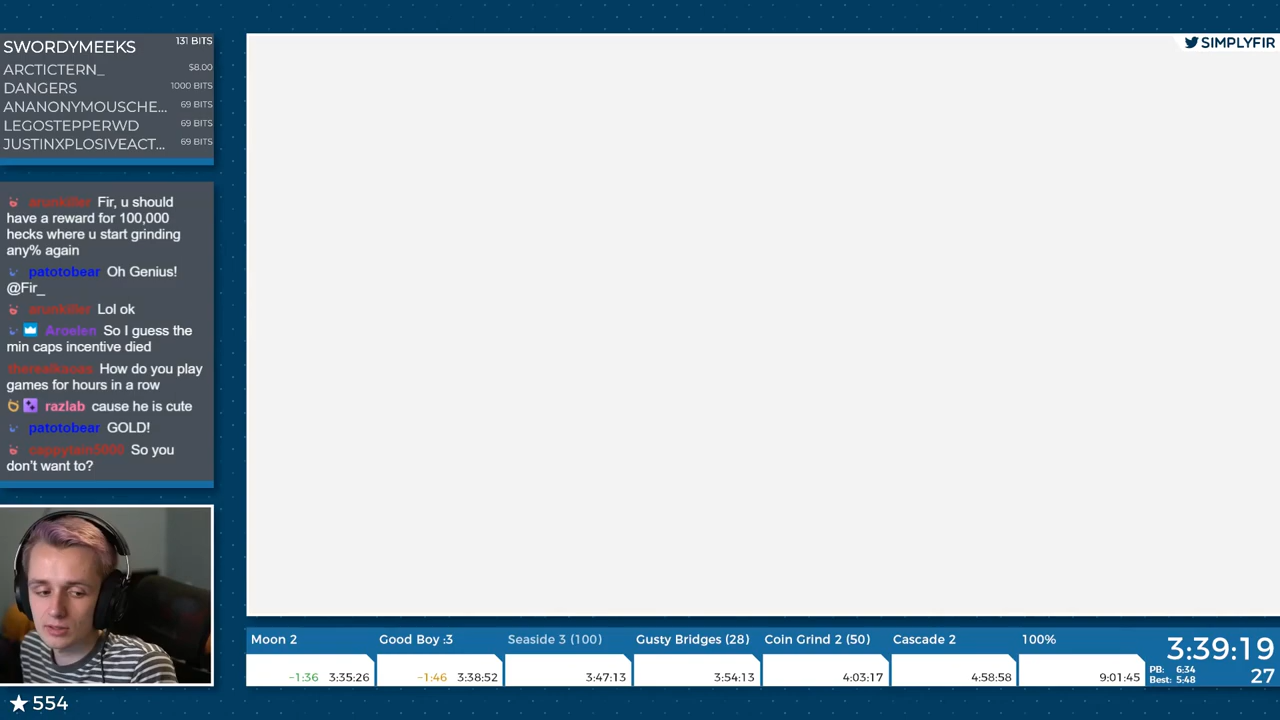 SWORDYMEEKS 131 BITS
ARCTICTERN_ $8.00
DANGERS 1000 BITS
ANANONYMOUSCHE... 69 BITS
LEGOSTEPPERWD 69 BITS
JUSTINXPLOSIVEACT... 69 BITS
arunkiller Fir, u should
have a reward for 100,000
hecks where u start grinding
any% again
patotobear Oh Genius!
@Fir_
arunkiller Lol ok
Aroelen So I guess the
min caps incentive died
How do you play
games for hours in a row
razlab cause he is cute
patotobear GOLD!
So you
don't want to?
★ 554
SIMPLYFIR
Moon 2
-1:36 3:35:26
Good Boy :3
-1:46 3:38:52
Seaside 3 (100)
3:47:13
Gusty Bridges (28)
3:54:13
Coin Grind 2 (50)
4:03:17
Cascade 2
4:58:58
100%
9:01:45
3:39:19
PB: 6:34
Best: 5:48
27